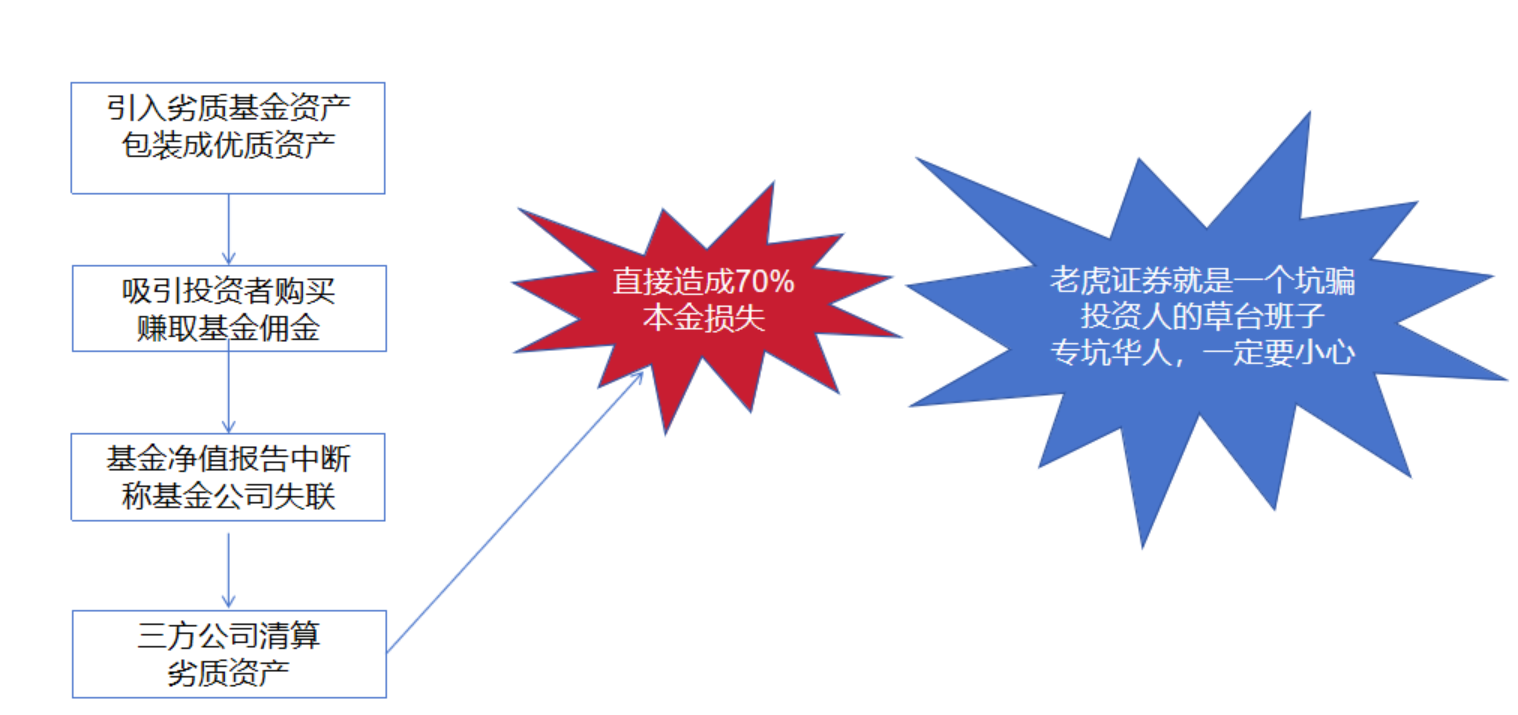 引入劣质基金资产
包装成优质资产
吸引投资者购买
赚取基金佣金
基金净值报告中断
称基金公司失联
三方公司清算
劣质资产
直接造成70%
本金损失
老虎证券就是一个坑骗
投资人的草台班子
专坑华人，一定要小心